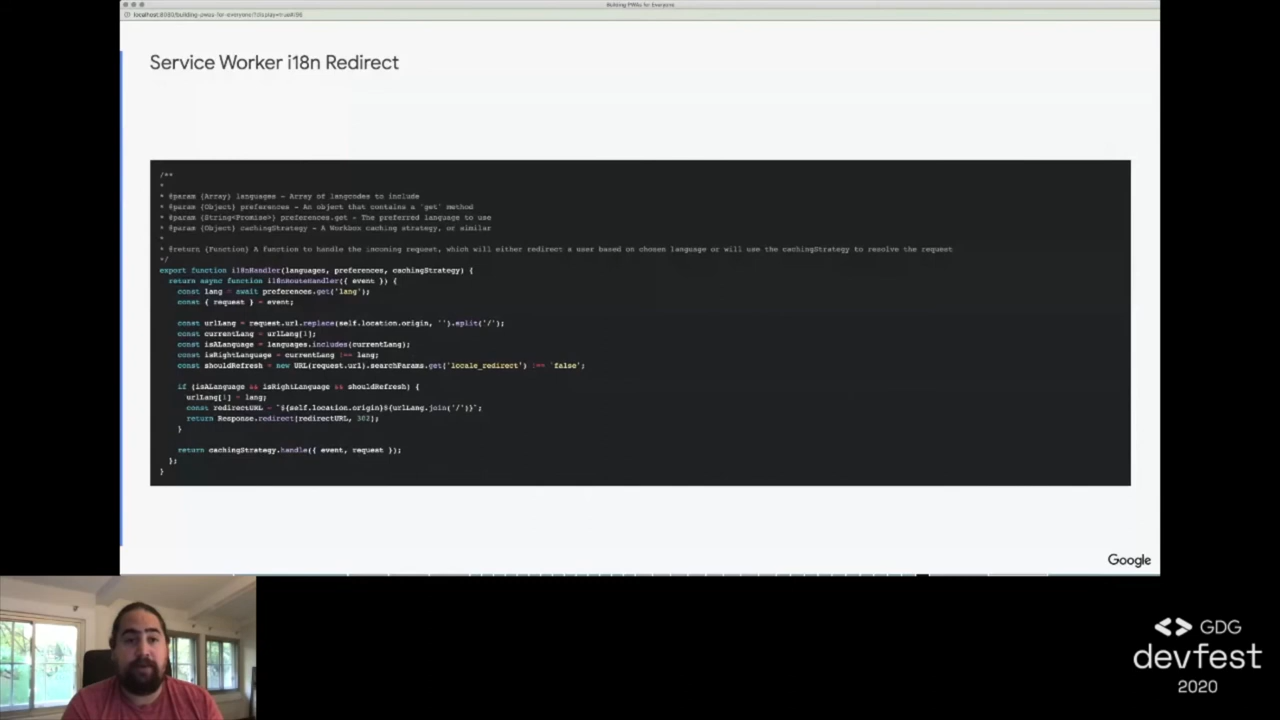 Building PWAs for Everyone
Service Worker i18n Redirect
/**
*
* @param {Array} languages - Array of langcodes to include
* @param {Object} preferences - An object that contains a `get` method
* @param {String<Promise>} preferences.get - The preferred language to use
* @param {Object} cachingStrategy - A Workbox caching strategy, or similar
*
* @return {Function} A function to handle the incoming request, which will either redirect a user based on chosen language or will use the cachingStrategy to resolve the request
*/
export function i18nHandler(languages, preferences, cachingStrategy) {
return async function i18nRouteHandler({ event }) {
const lang = await preferences.get('lang');
const { request } = event;
const urlLang = request.url.replace(self.location.origin, '').split('/');
const currentLang = urlLang[1];
const isALanguage = languages.includes(currentLang);
const isRightLanguage = currentLang !== lang;
const shouldRefresh = new URL(request.url).searchParams.get('locale_redirect') !== 'false';
if (isALanguage && isRightLanguage && shouldRefresh) {
urlLang[1] = lang;
const redirectURL = `${self.location.origin}${urlLang.join('/')}`;
return Response.redirect(redirectURL, 302);
}
return cachingStrategy.handle({ event, request });
};
}
Google
GDG
devfest
2020